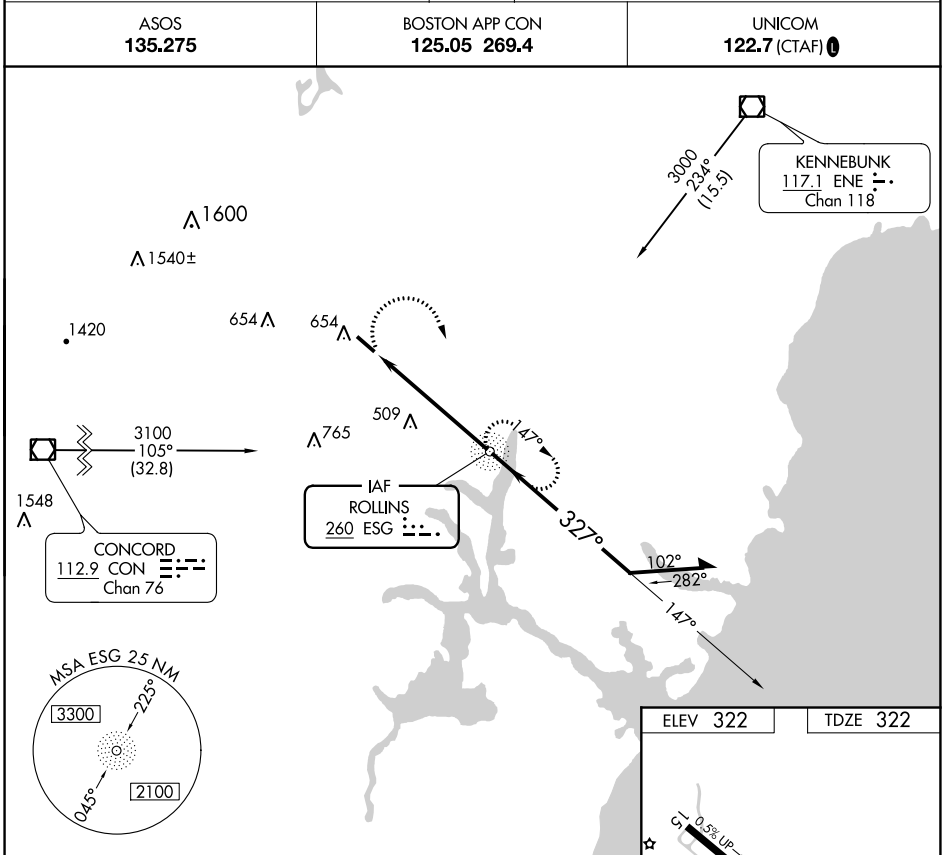 ASOS
135.275
BOSTON APP CON
125.05 269.4
UNICOM
122.7 (CTAF) L
KENNEBUNK
117.1 ENE
Chan 118
3000
234°
(15.5)
1600
1540±
1420
654
654
509
765
147°
3100
105°
(32.8)
IAF
ROLLINS
260 ESG
1548
CONCORD
112.9 CON
Chan 76
327°
102°
282°
147°
MSA ESG 25 NM
225°
3300
045°
2100
ELEV 322
TDZE 322
15
0.5% UP